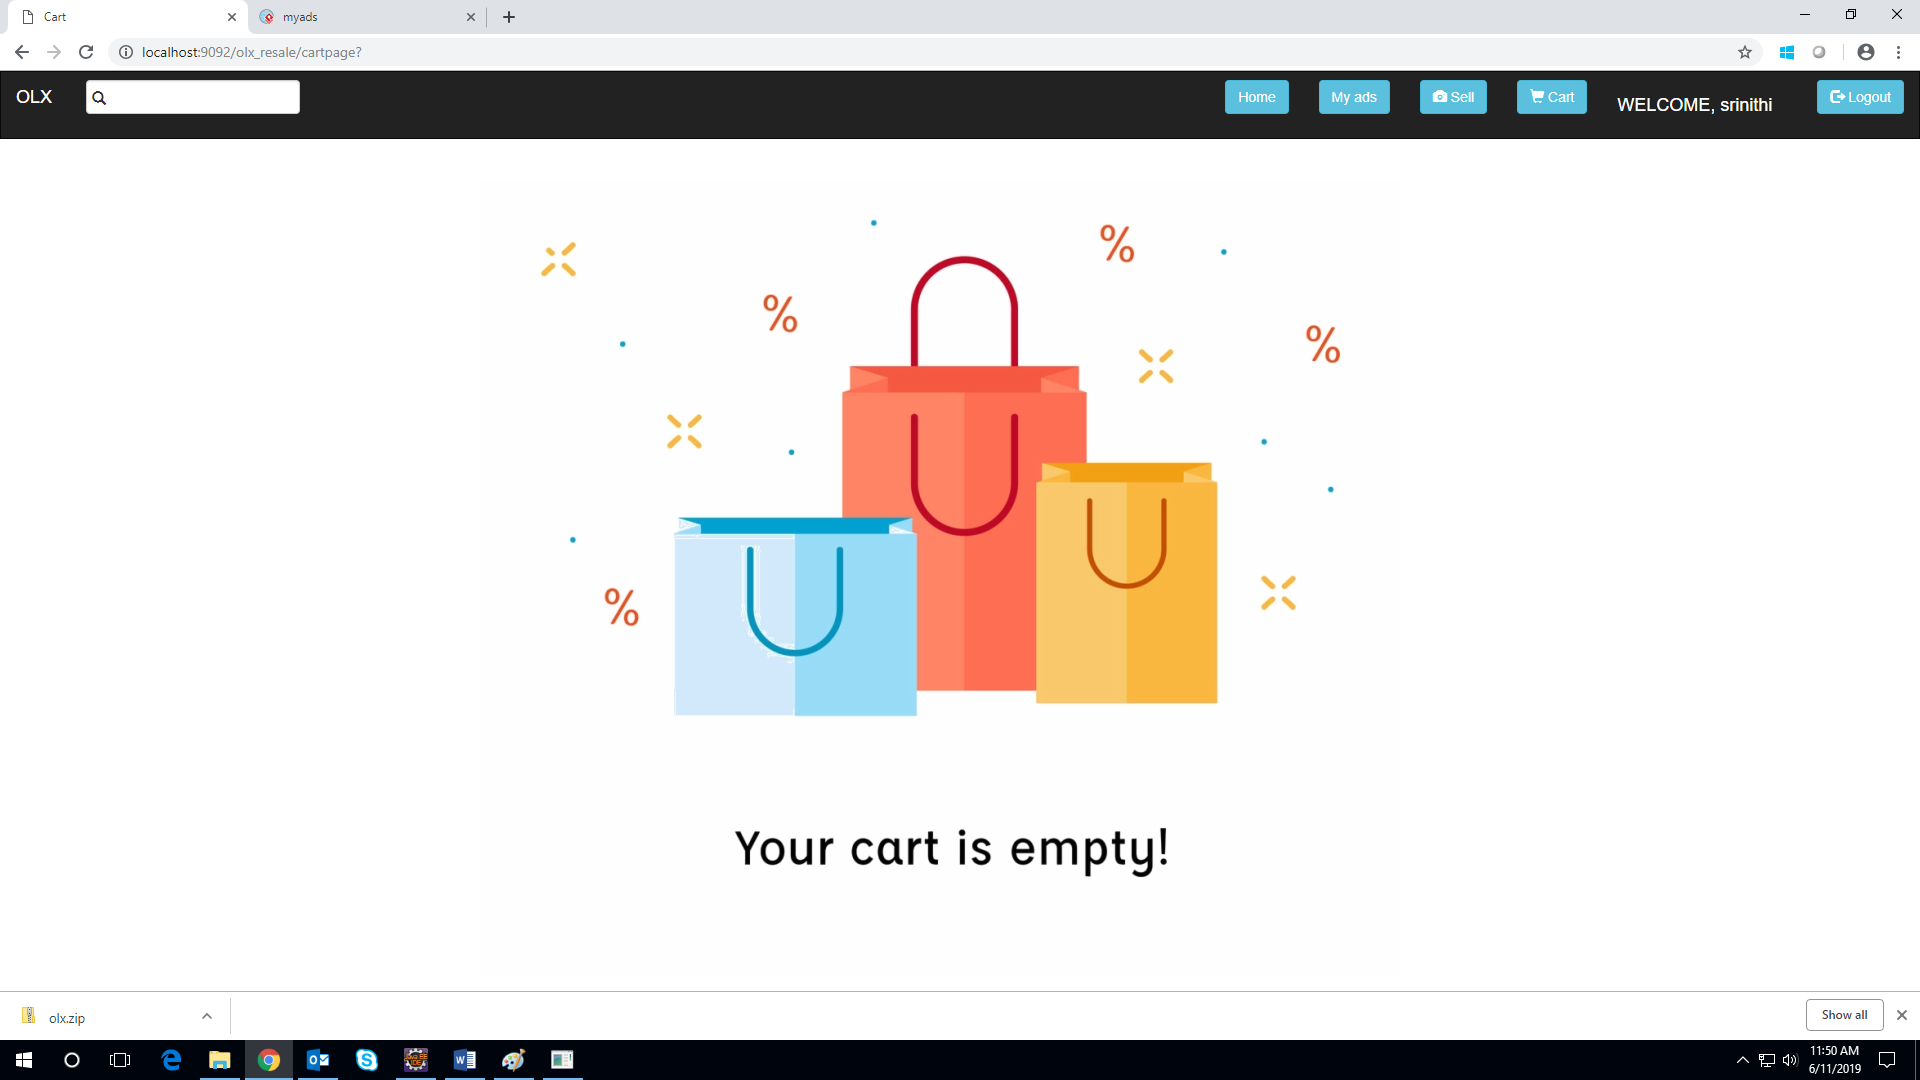 Cart
myads
localhost:9092/olx_resale/cartpage?
OLX
Home
My ads
Sell
Cart
WELCOME, srinithi
Logout
%
%
%
%
Your cart is empty!
olx.zip
Show all
11:50 AM
6/11/2019